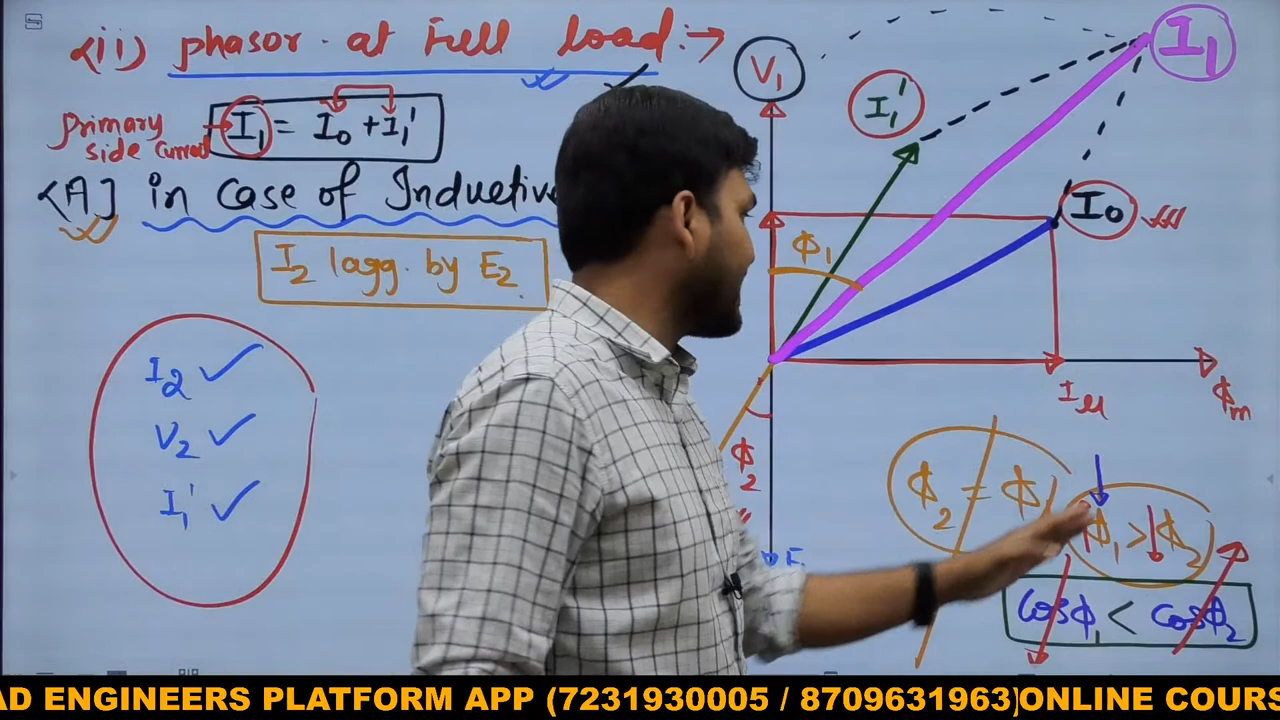 (ii) phasor at Full load :→
primary side current → I₁ = I₀ + I₁'
(A] in case of Inductive
I₂ lagg. by E₂
I₂ ✓
V₂ ✓
I₁' ✓
V₁
I₁'
I₁
I₀
ϕ₁
Iμ
ϕm
ϕ₂
ϕ₂ = ϕ₁
ϕ₁ > ϕ₂
cosϕ₁ < cosϕ₂
AD ENGINEERS PLATFORM APP (7231930005 / 8709631963) ONLINE COURS